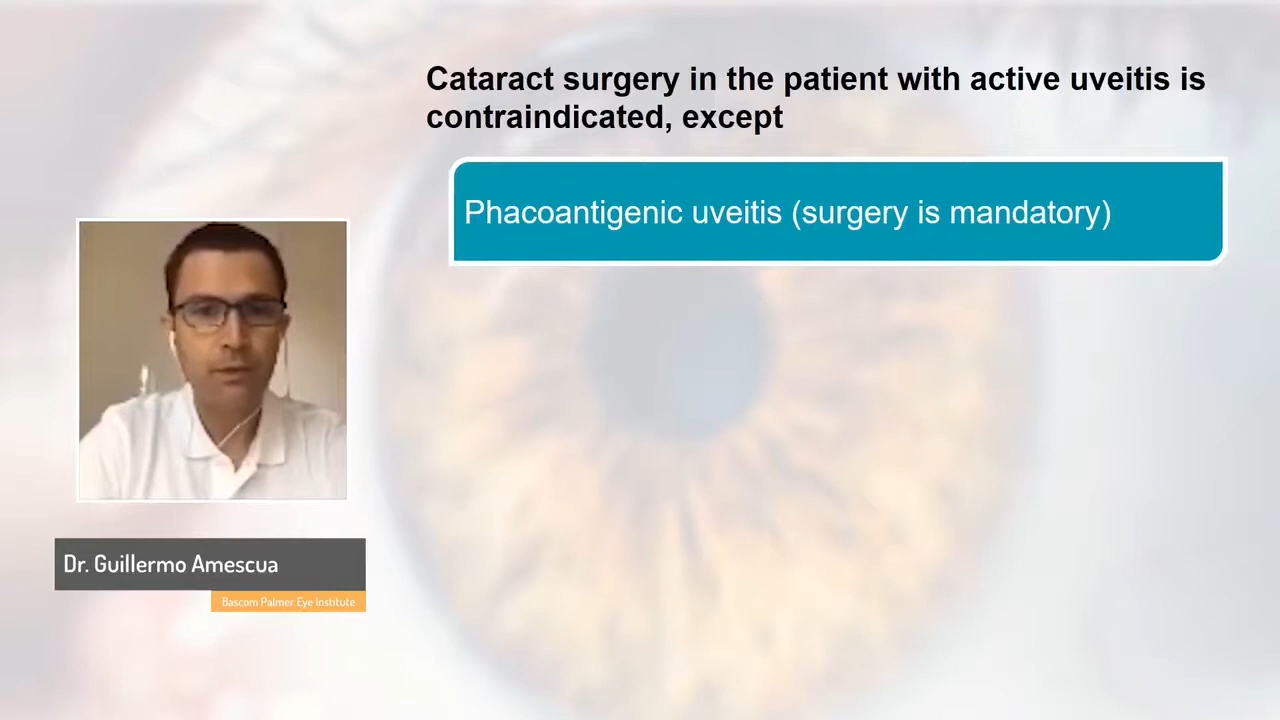 Cataract surgery in the patient with active uveitis is
contraindicated, except
Phacoantigenic uveitis (surgery is mandatory)
Dr. Guillermo Amescua
Bascom Palmer Eye Institute